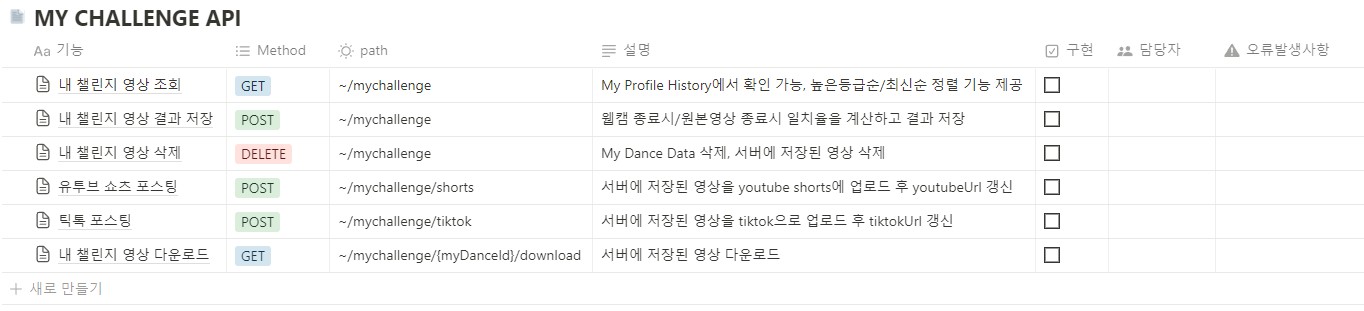 MY CHALLENGE API
Aa 기능 Method path 설명 구현 담당자 오류발생사항
내 챌린지 영상 조회 GET ~/mychallenge My Profile History에서 확인 가능, 높은등급순/최신순 정렬 기능 제공
내 챌린지 영상 결과 저장 POST ~/mychallenge 웹캠 종료시/원본영상 종료시 일치율을 계산하고 결과 저장
내 챌린지 영상 삭제 DELETE ~/mychallenge My Dance Data 삭제, 서버에 저장된 영상 삭제
유투브 쇼츠 포스팅 POST ~/mychallenge/shorts 서버에 저장된 영상을 youtube shorts에 업로드 후 youtubeUrl 갱신
틱톡 포스팅 POST ~/mychallenge/tiktok 서버에 저장된 영상을 tiktok으로 업로드 후 tiktokUrl 갱신
내 챌린지 영상 다운로드 GET ~/mychallenge/{myDanceId}/download 서버에 저장된 영상 다운로드
+ 새로 만들기